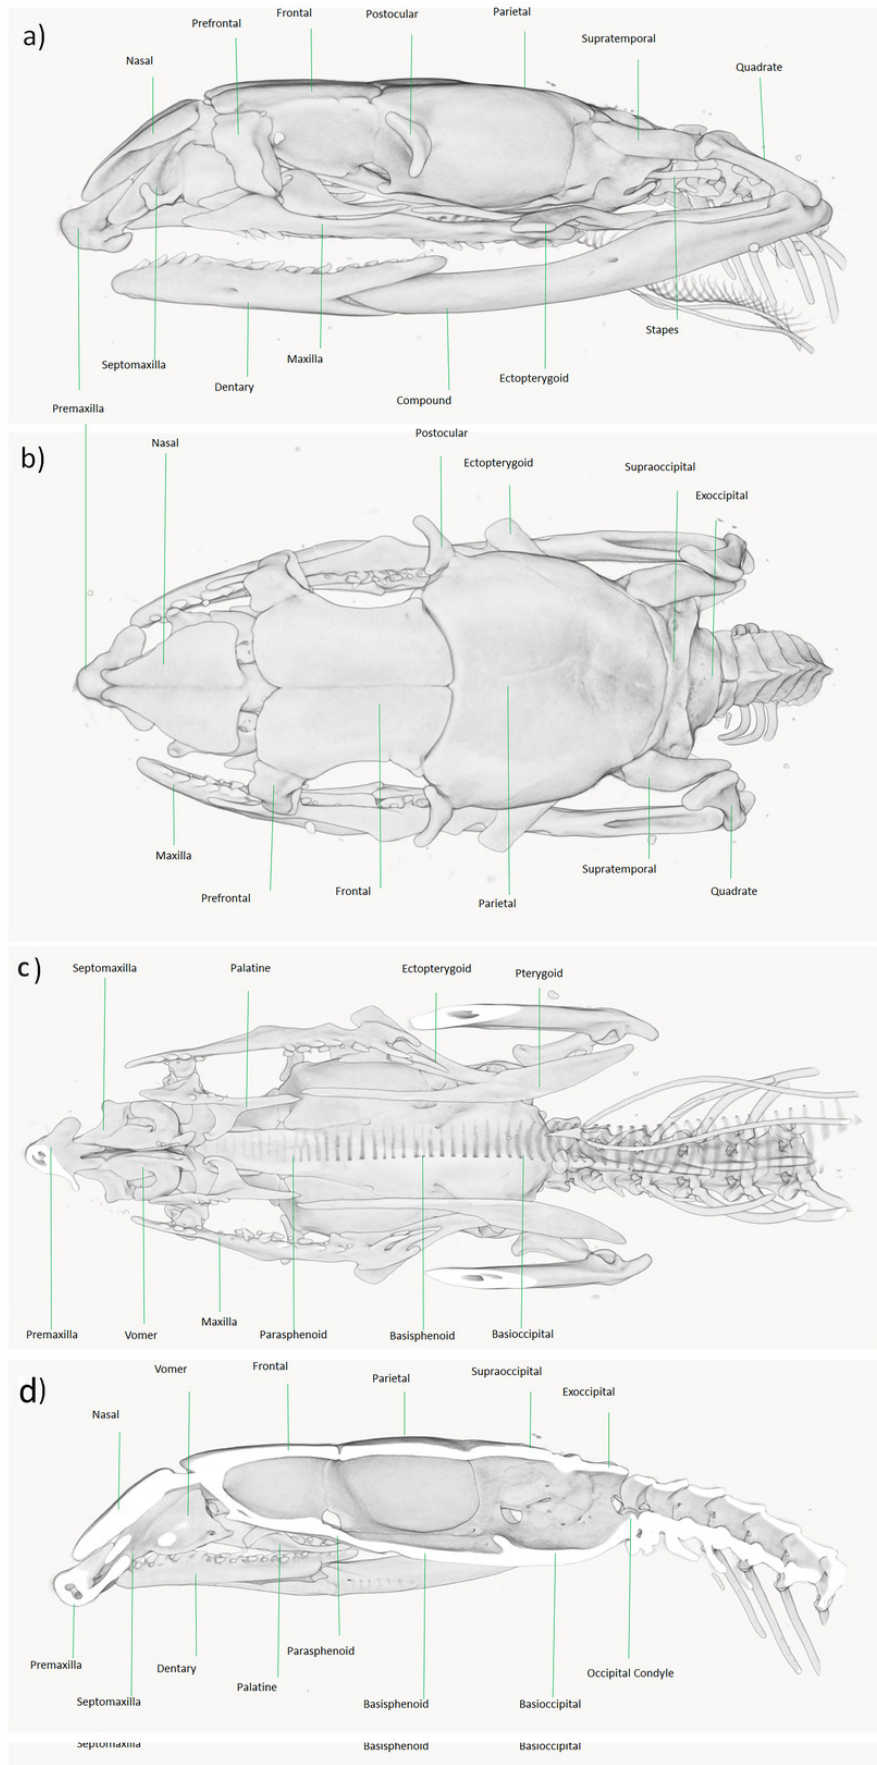 a)
Prefrontal
Frontal
Postocular
Parietal
Supratemporal
Nasal
Quadrate
Stapes
Septomaxilla
Maxilla
Dentary
Ectopterygoid
Compound
Premaxilla
b)
Nasal
Postocular
Ectopterygoid
Supraoccipital
Exoccipital
Maxilla
Prefrontal
Frontal
Parietal
Supratemporal
Quadrate
c)
Septomaxilla
Palatine
Ectopterygoid
Pterygoid
Premaxilla
Vomer
Maxilla
Parasphenoid
Basisphenoid
Basioccipital
d)
Nasal
Vomer
Frontal
Parietal
Supraoccipital
Exoccipital
Premaxilla
Septomaxilla
Dentary
Palatine
Parasphenoid
Basisphenoid
Basioccipital
Occipital Condyle
Septomaxilla
Basisphenoid
Basioccipital